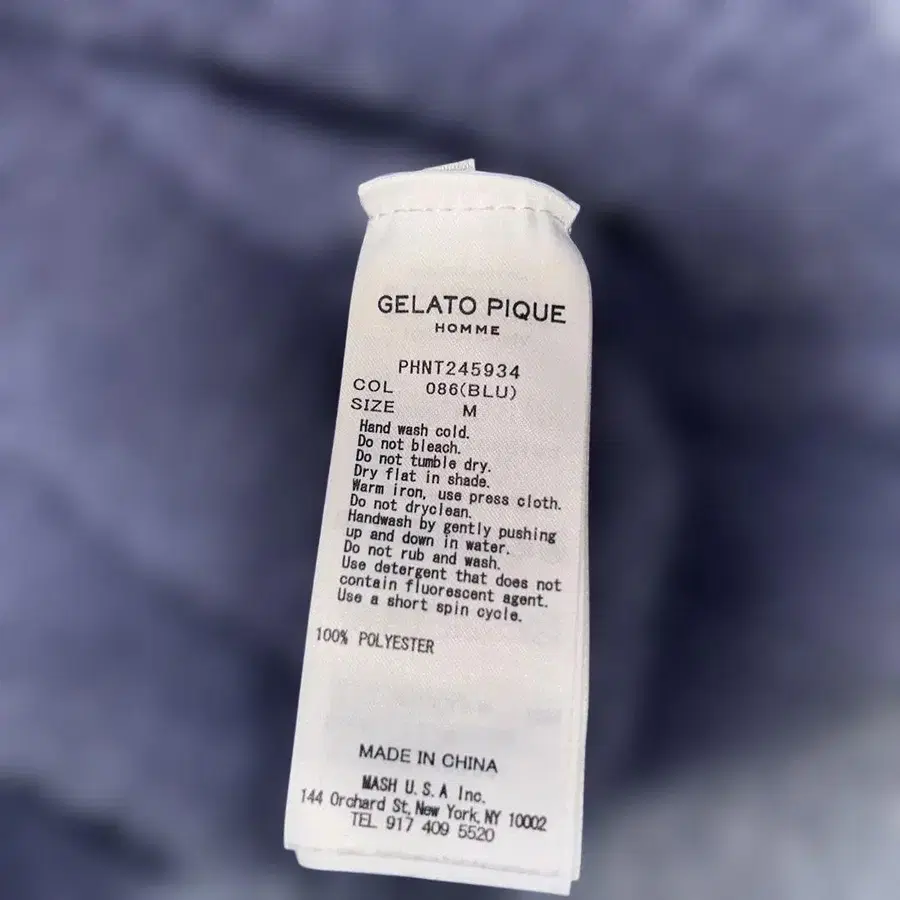 GELATO PIQUE
HOMME
PHNT245934
COL 086(BLU)
SIZE M
Hand wash cold.
Do not bleach.
Do not tumble dry.
Dry flat in shade.
Warm iron, use press cloth.
Do not dryclean.
Handwash by gently pushing
up and down in water.
Do not rub and wash.
Use detergent that does not
contain fluorescent agent.
Use a short spin cycle.
100% POLYESTER
MADE IN CHINA
MASH U.S.A Inc.
144 Orchard St, New York, NY 10002
TEL 917 409 5520